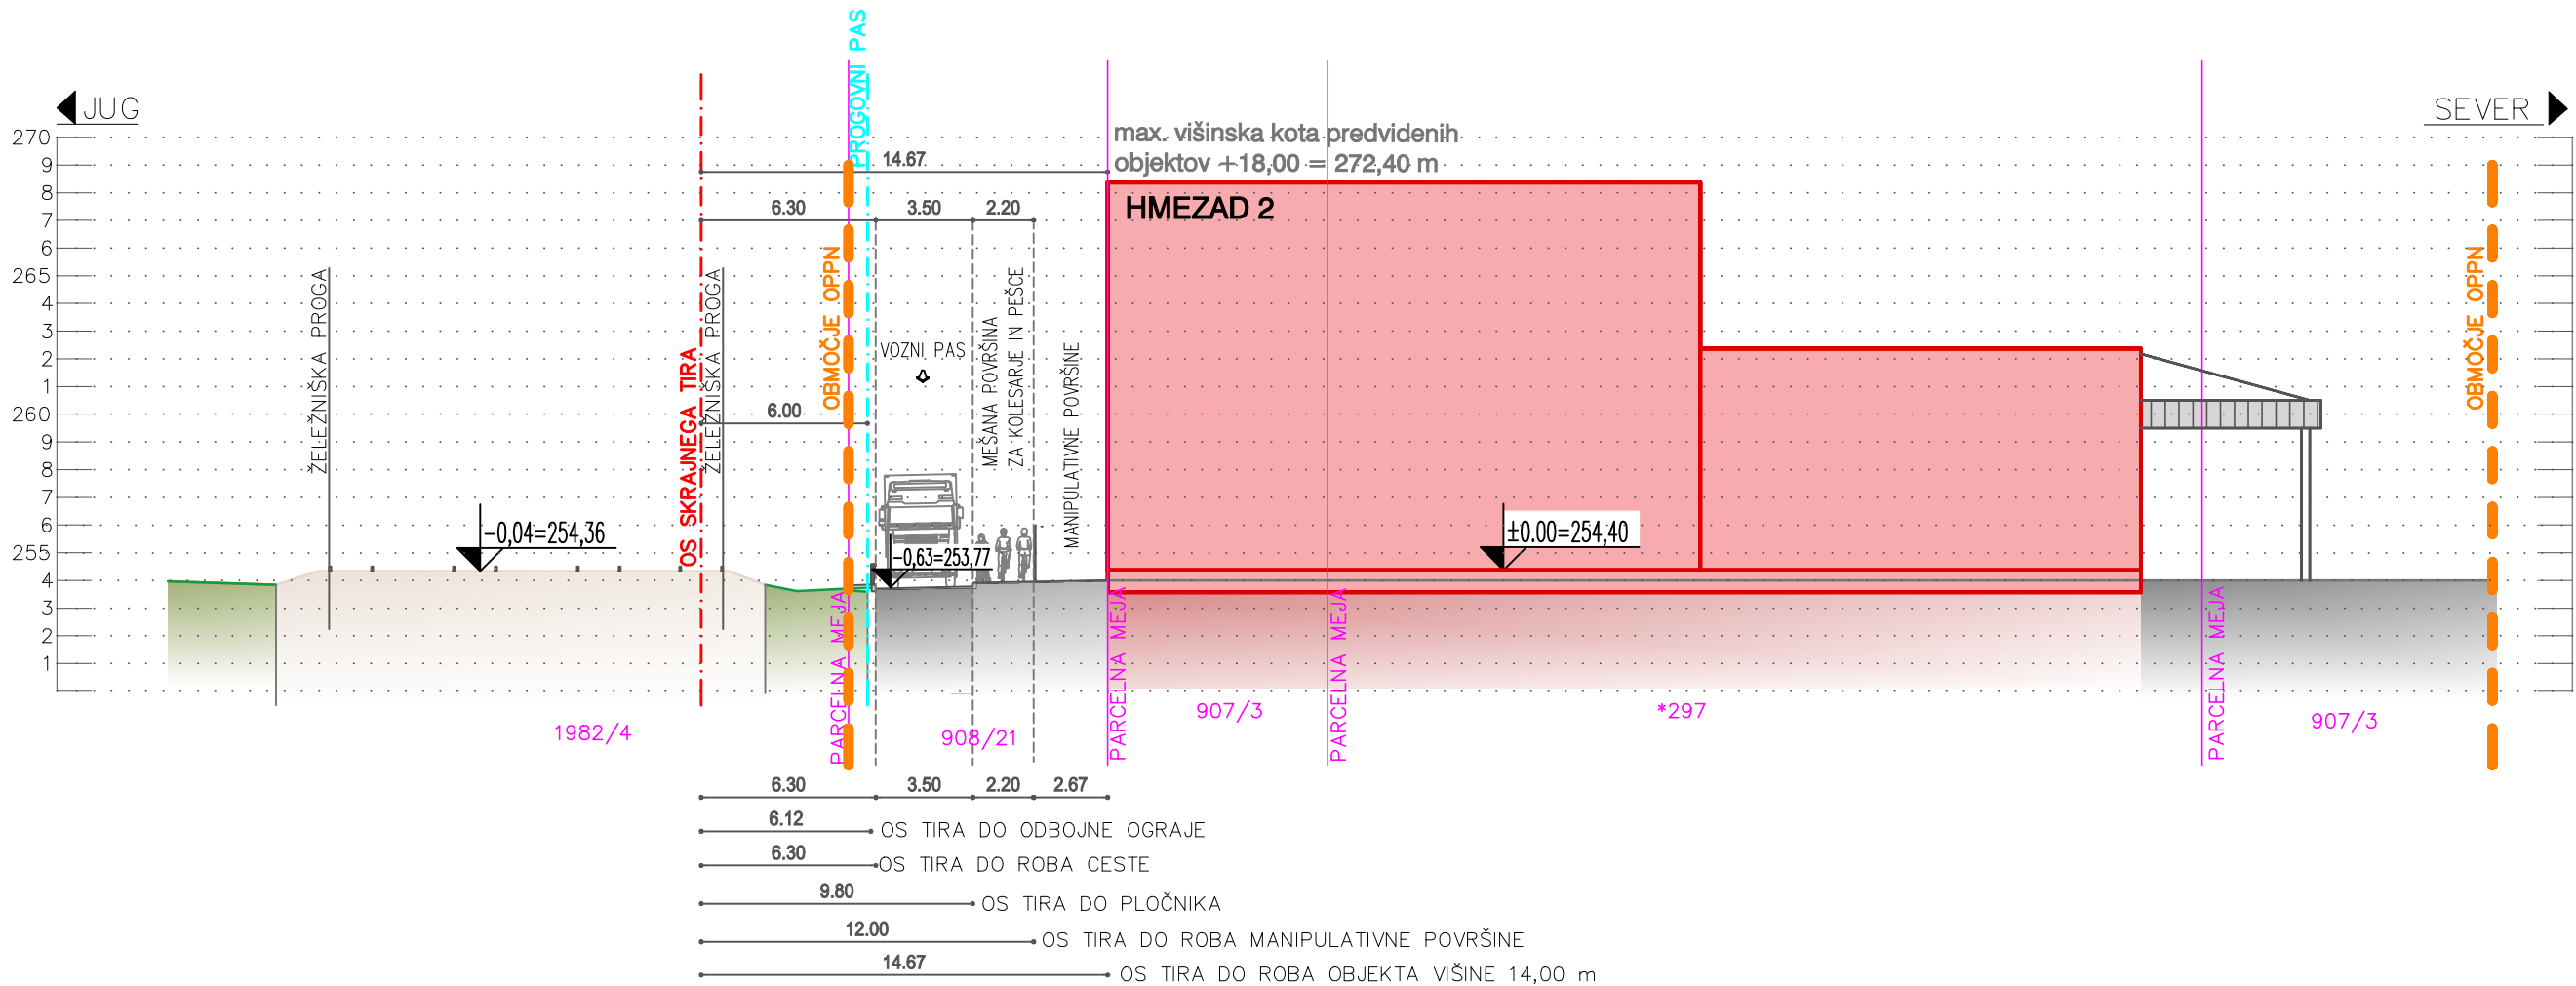 JUG
SEVER
PROGOVNI PAS
max. višinska kota predvidenih
objektov +18,00 = 272,40 m
14.67
HMEZAD 2
6.30
3.50
2.20
270
9
8
7
6
265
4
3
2
1
260
9
8
7
6
255
4
3
2
1
ŽELEŽNIŠKA PROGA
OS SKRAJNEGA TIRA
ŽELEŽNIŠKA PROGA
OBMOČJE OPPN
VOZNI PAS
MEŠANA POVRŠINA
ZA KOLESARJE IN PEŠCE
MANIPULATIVNE POVRŠINE
OBMOČJE OPPN
6.00
-0,04=254,36
-0,63=253,77
±0.00=254,40
PARCELNA MEJA
PARCELNA MEJA
PARCELNA MEJA
PARCELNA MEJA
1982/4
908/21
907/3
*297
907/3
6.30
3.50
2.20
2.67
6.12
OS TIRA DO ODBOJNE OGRAJE
6.30
OS TIRA DO ROBA CESTE
9.80
OS TIRA DO PLOČNIKA
12.00
OS TIRA DO ROBA MANIPULATIVNE POVRŠINE
14.67
OS TIRA DO ROBA OBJEKTA VIŠINE 14,00 m